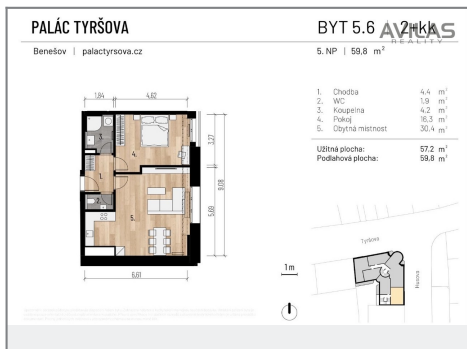 PALÁC TYRŠOVA
Benešov | palactyrsova.cz
BYT 5.6 2+kk
AVILAS
REALITY
5. NP | 59,8 m²
1. Chodba 4.4 m²
2. WC 1,9 m²
3. Koupelna 4.2 m²
4. Pokoj 16,3 m²
5. Obytná místnost 30.4 m²
Užitná plocha: 57.2 m²
Podlahová plocha: 59,8 m²
1,84 4,62
3.
4.
3,27
1.
9,08
5.
5,69
6,61
1m
Tyršova